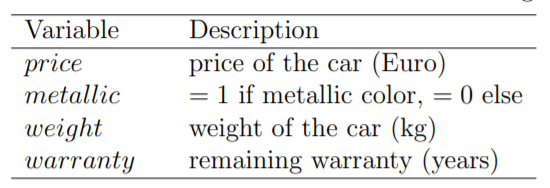 Variable Description
price price of the car (Euro)
metallic = 1 if metallic color, = 0 else
weight weight of the car (kg)
warranty remaining warranty (years)